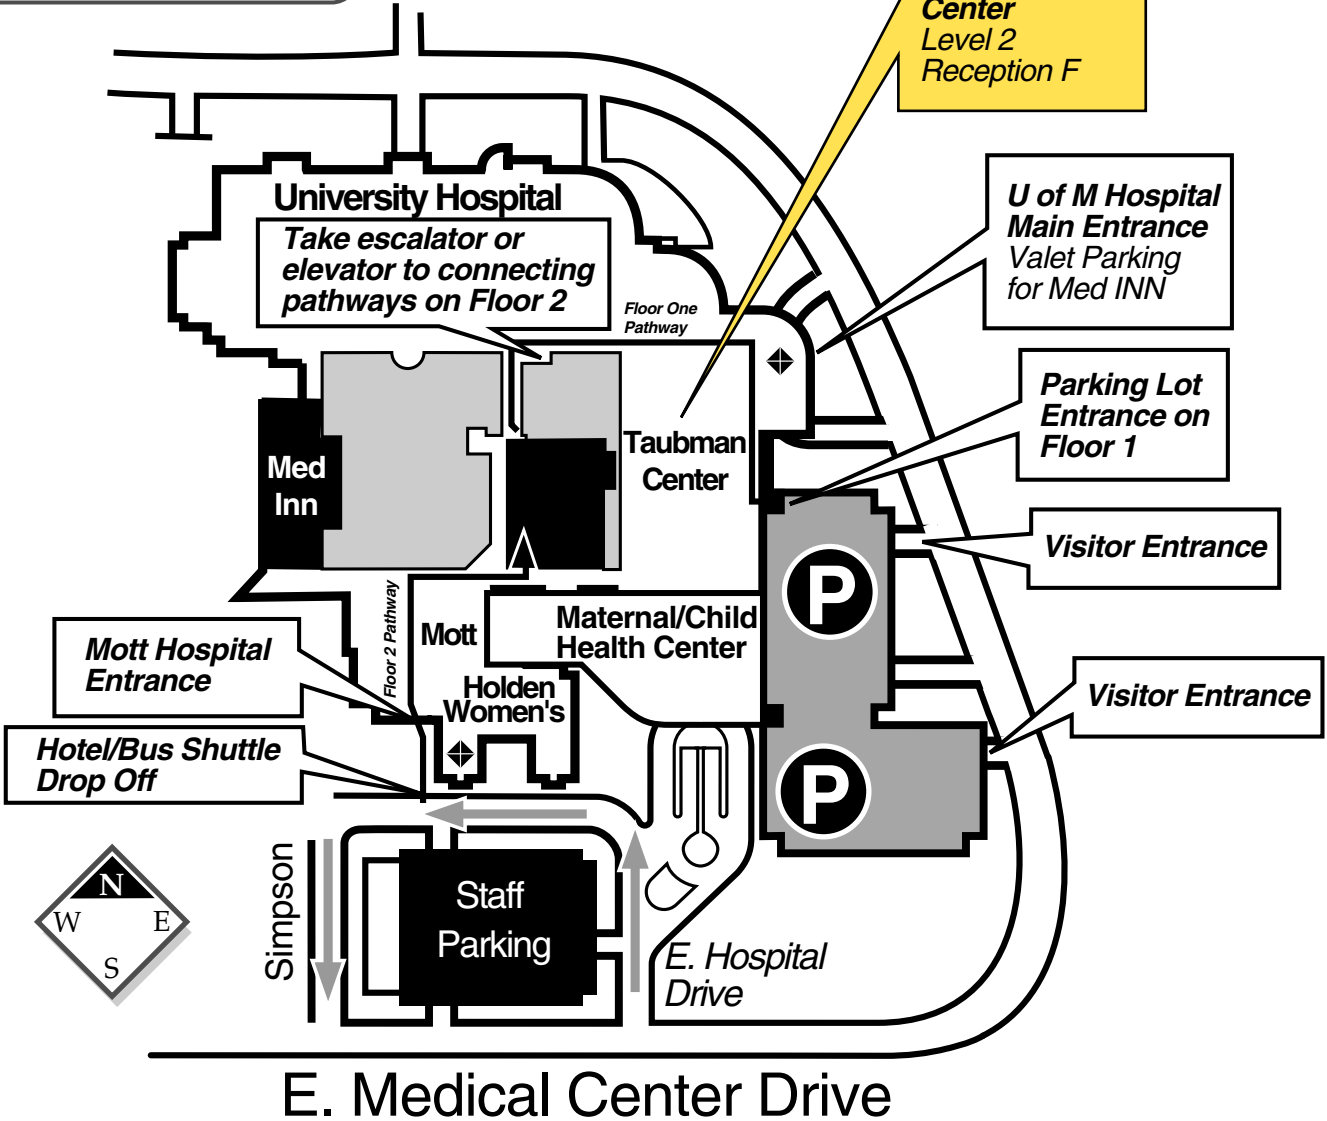 Center
Level 2
Reception F
University Hospital
Take escalator or
elevator to connecting
pathways on Floor 2
U of M Hospital
Main Entrance
Valet Parking
for Med INN
Floor One
Pathway
Parking Lot
Entrance on
Floor 1
Taubman
Center
Med
Inn
Visitor Entrance
P
Floor 2 Pathway
Mott
Maternal/Child
Health Center
Mott Hospital
Entrance
Holden
Women's
Visitor Entrance
Hotel/Bus Shuttle
Drop Off
P
N
W E
S
Simpson
Staff
Parking
E. Hospital
Drive
E. Medical Center Drive